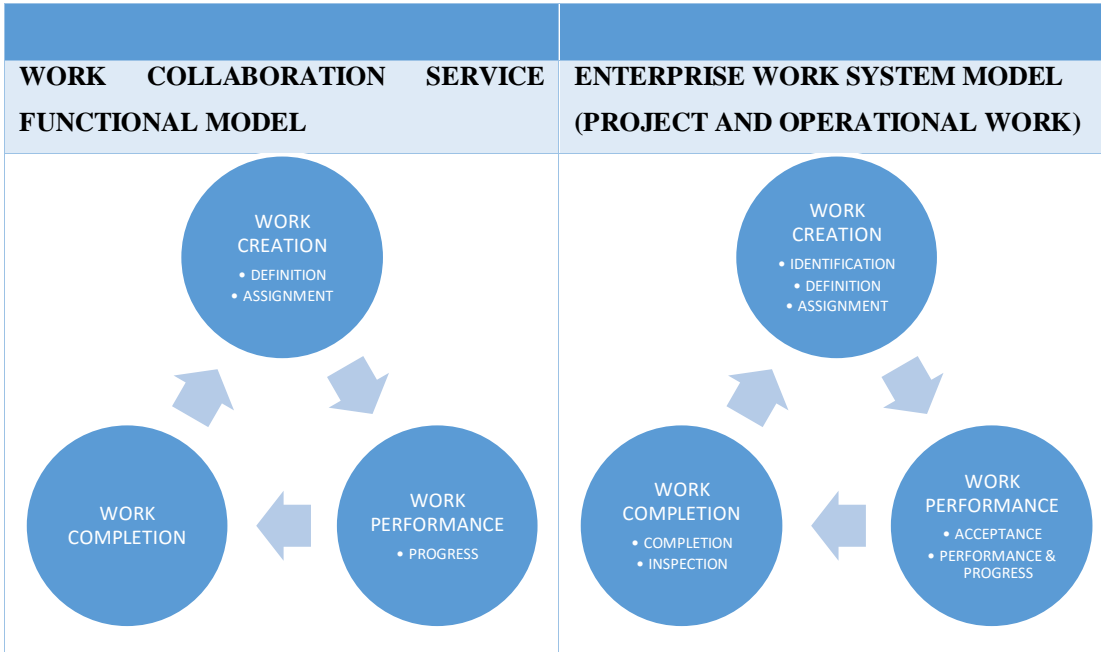 WORK COLLABORATION SERVICE
FUNCTIONAL MODEL
ENTERPRISE WORK SYSTEM MODEL
(PROJECT AND OPERATIONAL WORK)
WORK
CREATION
• DEFINITION
• ASSIGNMENT
WORK
PERFORMANCE
• PROGRESS
WORK
COMPLETION
WORK
CREATION
• IDENTIFICATION
• DEFINITION
• ASSIGNMENT
WORK
PERFORMANCE
• ACCEPTANCE
• PERFORMANCE &
PROGRESS
WORK
COMPLETION
• COMPLETION
• INSPECTION